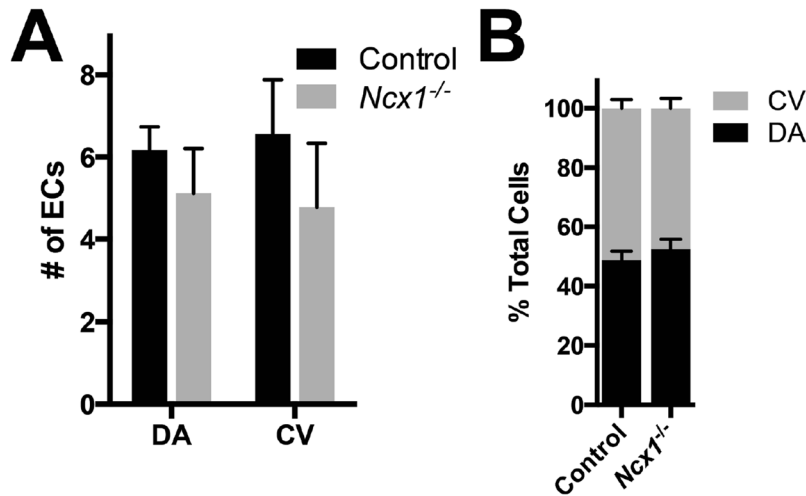 A
# of ECs
8
6
4
2
0
DA
CV
Control
Ncx1-/-
B
% Total Cells
100
80
60
40
20
0
Control
Ncx1-/-
CV
DA